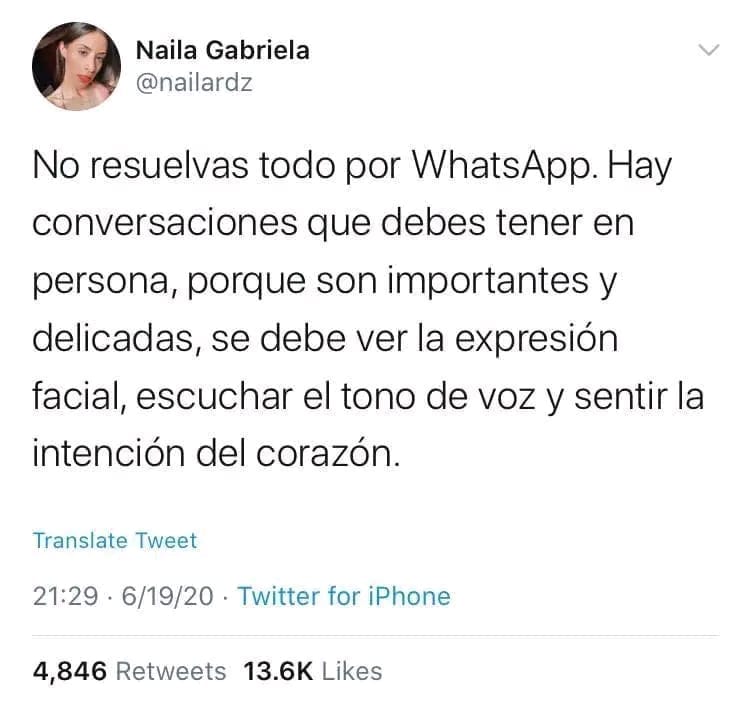 Naila Gabriela
@nailardz
No resuelvas todo por WhatsApp. Hay
conversaciones que debes tener en
persona, porque son importantes y
delicadas, se debe ver la expresión
facial, escuchar el tono de voz y sentir la
intención del corazón.
Translate Tweet
21:29 · 6/19/20 · Twitter for iPhone
4,846 Retweets 13.6K Likes